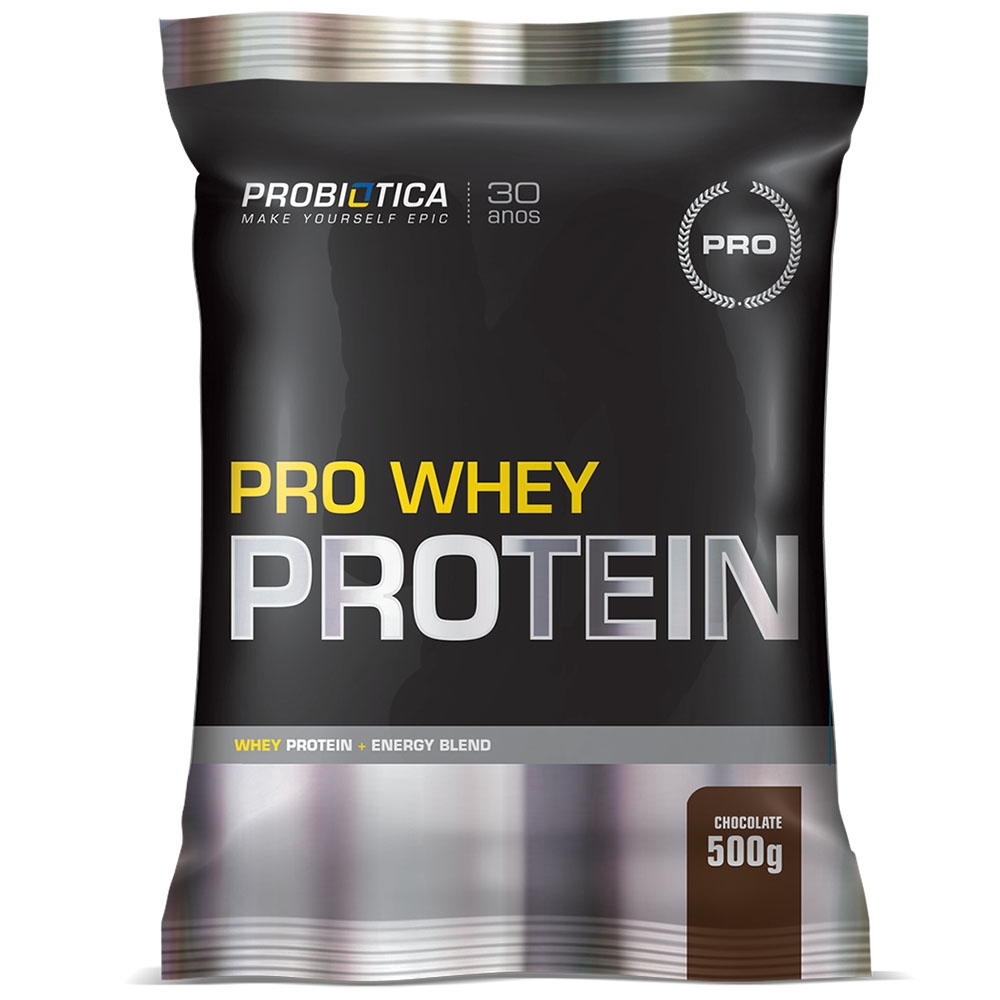 PROBIOTICA
MAKE YOURSELF EPIC
30
anos
PRO
PRO WHEY
PROTEIN
WHEY PROTEIN + ENERGY BLEND
CHOCOLATE
500g